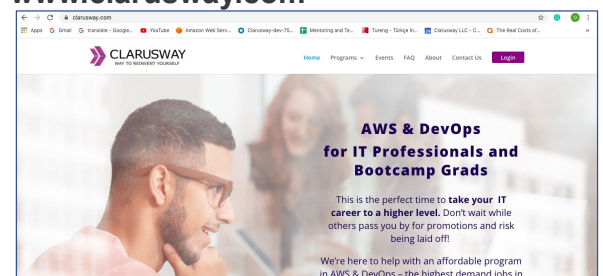 www.clarusway.com
clarusway.com
Apps G Gmail G translate - Google... YouTube Amazon Web Serv... Clarusway-dev-75... Mentoring and Te... Tureng - Türkçe İn... Clarusway LLC - C... The Real Costs of... »
CLARUSWAY
WAY TO REINVENT YOURSELF
Home Programs Events FAQ About Contact Us Login
AWS & DevOps
for IT Professionals and
Bootcamp Grads
This is the perfect time to take your IT
career to a higher level. Don't wait while
others pass you by for promotions and risk
being laid off!
We're here to help with an affordable program
in AWS & DevOps – the highest demand jobs in